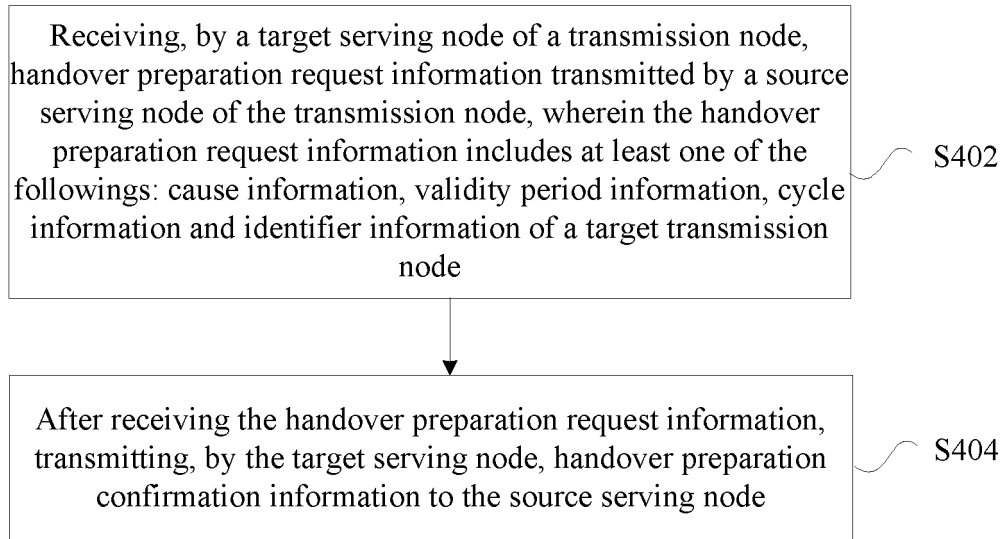 Receiving, by a target serving node of a transmission node,
handover preparation request information transmitted by a source
serving node of the transmission node, wherein the handover
preparation request information includes at least one of the
followings: cause information, validity period information, cycle
information and identifier information of a target transmission
node
S402
After receiving the handover preparation request information,
transmitting, by the target serving node, handover preparation
confirmation information to the source serving node
S404